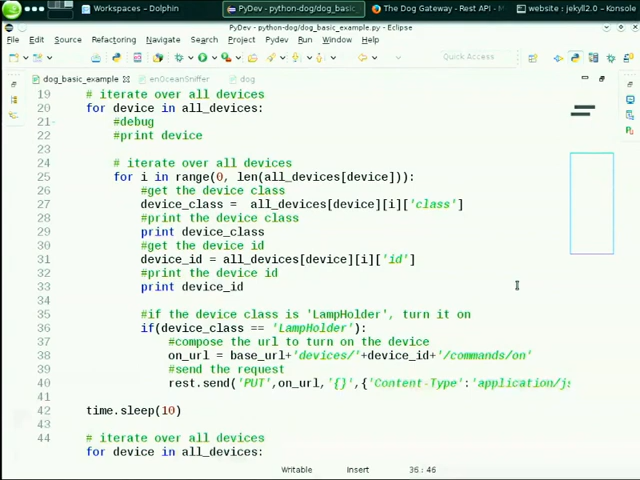 Workspaces – Dolphin
PyDev - python-dog/dog_basic_
The Dog Gateway - Rest API - M
website : jekyll2.0 – Konsole
PyDev - python-dog/dog_basic_example.py - Eclipse
File Edit Source Refactoring Navigate Search Project Pydev Run Window Help
Quick Access
dog_basic_example
enOceanSniffer
dog
19 # iterate over all devices
20 for device in all_devices:
21 #debug
22 #print device
23
24 # iterate over all devices
25 for i in range(0, len(all_devices[device])):
26 #get the device class
27 device_class = all_devices[device][i]['class']
28 #print the device class
29 print device_class
30 #get the device id
31 device_id = all_devices[device][i]['id']
32 #print the device id
33 print device_id
34
35 #if the device class is 'LampHolder', turn it on
36 if(device_class == 'LampHolder'):
37 #compose the url to turn on the device
38 on_url = base_url+'devices/'+device_id+'/commands/on'
39 #send the request
40 rest.send('PUT',on_url,'{}',{'Content-Type':'application/js
41
42 time.sleep(10)
43
44 # iterate over all devices
for device in all_devices:
Writable Insert 36 : 46